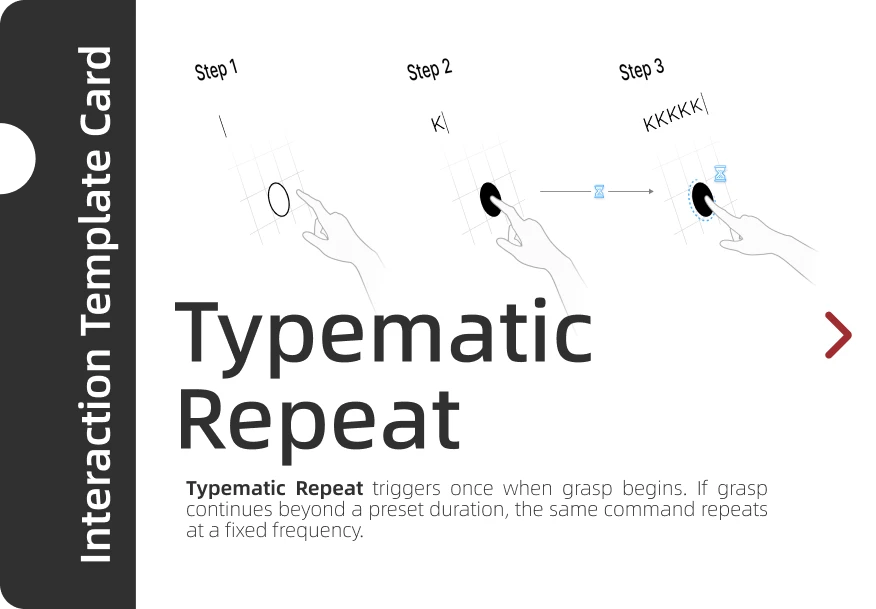 Interaction Template Card
Step 1
Step 2
Step 3
K
KKKKK
Typematic
Repeat
Typematic Repeat triggers once when grasp begins. If grasp
continues beyond a preset duration, the same command repeats
at a fixed frequency.